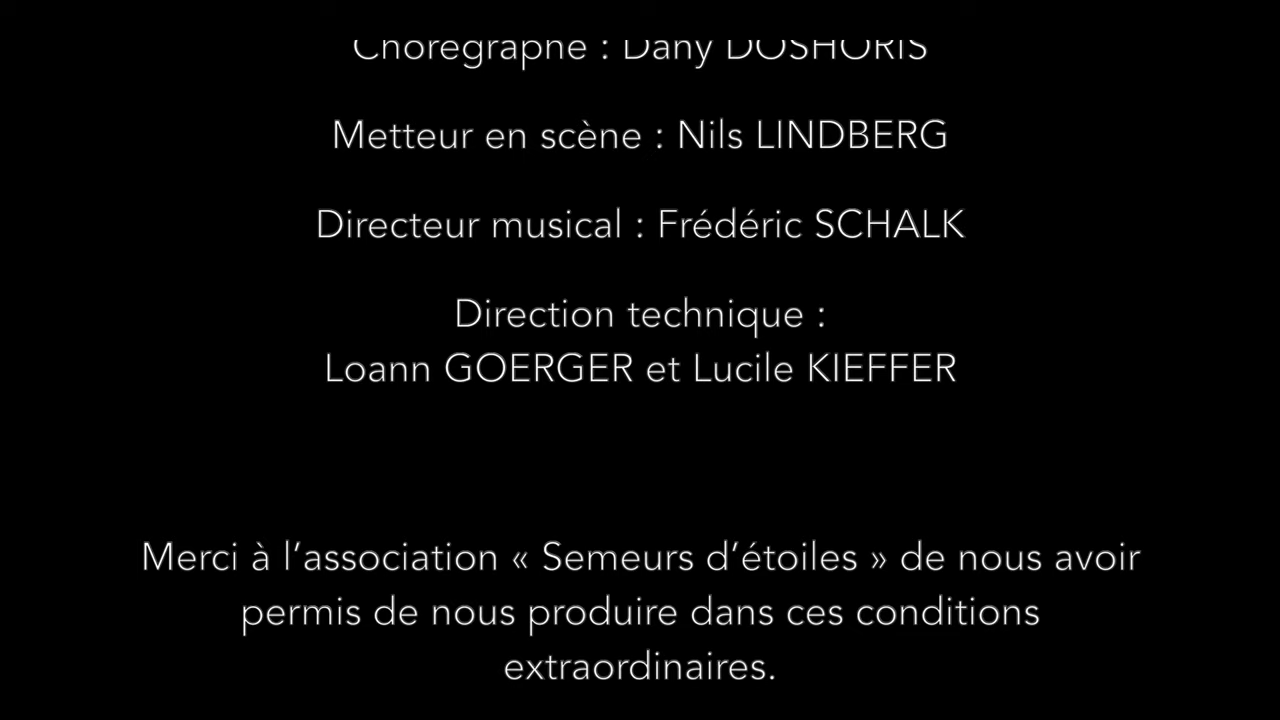 Chorégraphe : Dany DOSHORIS
Metteur en scène : Nils LINDBERG
Directeur musical : Frédéric SCHALK
Direction technique :
Loann GOERGER et Lucile KIEFFER
Merci à l’association « Semeurs d’étoiles » de nous avoir
permis de nous produire dans ces conditions
extraordinaires.